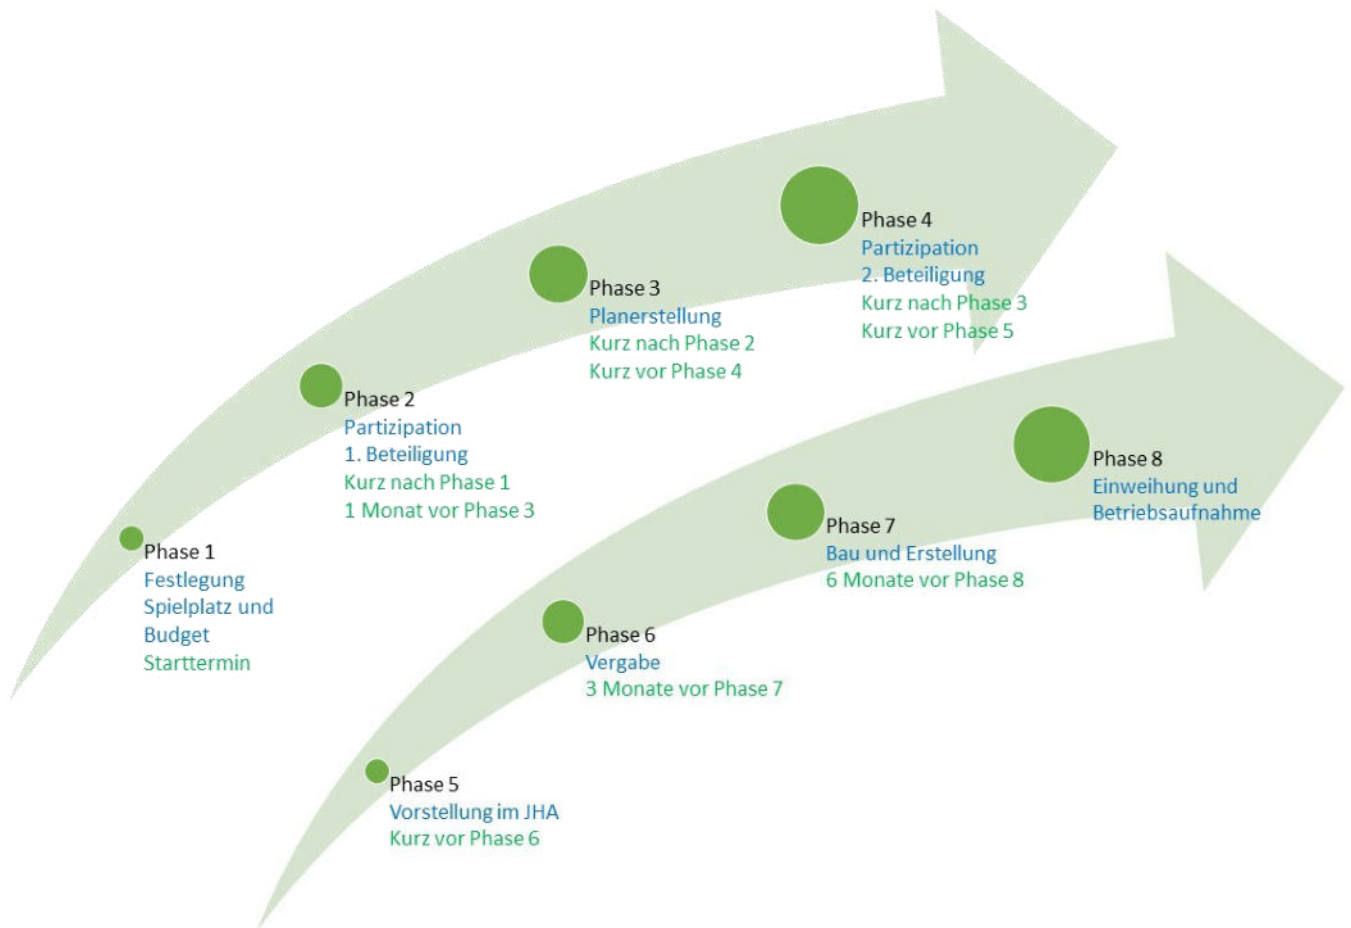 Phase 1
Festlegung
Spielplatz und
Budget
Starttermin
Phase 2
Partizipation
1. Beteiligung
Kurz nach Phase 1
1 Monat vor Phase 3
Phase 3
Planerstellung
Kurz nach Phase 2
Kurz vor Phase 4
Phase 4
Partizipation
2. Beteiligung
Kurz nach Phase 3
Kurz vor Phase 5
Phase 5
Vorstellung im JHA
Kurz vor Phase 6
Phase 6
Vergabe
3 Monate vor Phase 7
Phase 7
Bau und Erstellung
6 Monate vor Phase 8
Phase 8
Einweihung und
Betriebsaufnahme